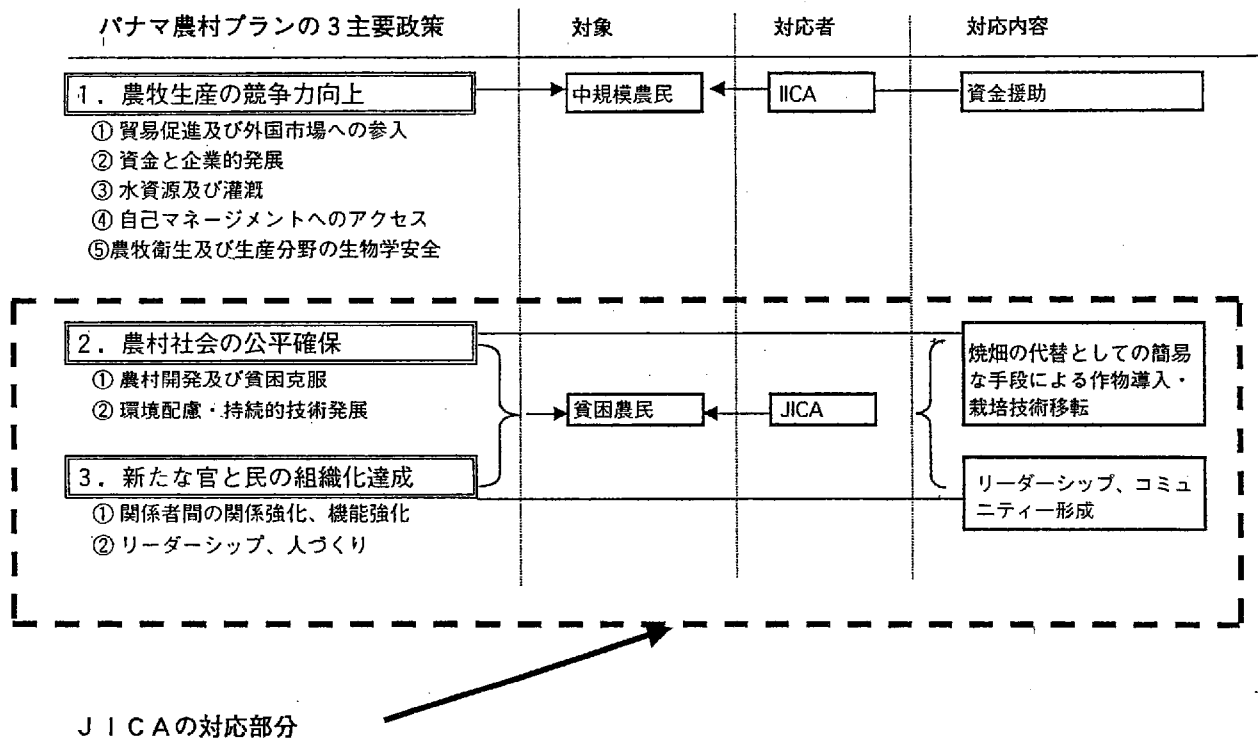 パナマ農村プランの3主要政策 対象 対応者 対応内容
1．農牧生産の競争力向上 中規模農民 IICA 資金援助
① 貿易促進及び外国市場への参入
② 資金と企業的発展
③ 水資源及び灌漑
④ 自己マネージメントへのアクセス
⑤農牧衛生及び生産分野の生物学安全
2．農村社会の公平確保
① 農村開発及び貧困克服
② 環境配慮・持続的技術発展
貧困農民 JICA
焼畑の代替としての簡易
な手段による作物導入・
栽培技術移転
3．新たな官と民の組織化達成
① 関係者間の関係強化、機能強化
② リーダーシップ、人づくり
リーダーシップ、コミュ
ニティー形成
JICAの対応部分